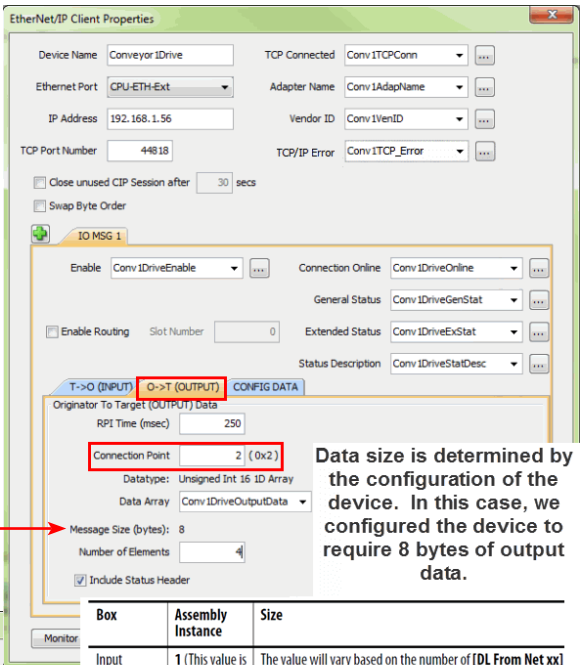 EtherNet/IP Client Properties
Device Name Conveyor1Drive TCP Connected Conv1TCPConn ...
Ethernet Port CPU-ETH-Ext Adapter Name Conv1AdapName ...
IP Address 192.168.1.56 Vendor ID Conv1VenID ...
TCP Port Number 44818 TCP/IP Error Conv1TCP_Error ...
Close unused CIP Session after 30 secs
Swap Byte Order
IO MSG 1
Enable Conv1DriveEnable ... Connection Online Conv1DriveOnline ...
General Status Conv1DriveGenStat ...
Enable Routing Slot Number 0 Extended Status Conv1DriveExStat ...
Status Description Conv1DriveStatDesc ...
T->O (INPUT) O->T (OUTPUT) CONFIG DATA
Originator To Target (OUTPUT) Data
RPI Time (msec) 250
Connection Point 2 (0x2)
Datatype: Unsigned Int 16 1D Array
Data Array Conv1DriveOutputData
Message Size (bytes): 8
Number of Elements 4
Include Status Header
Data size is determined by
the configuration of the
device. In this case, we
configured the device to
require 8 bytes of output
data.
Monitor
Box Assembly Instance Size
Input 1 (This value is The value will vary based on the number of [DL From Net xx]